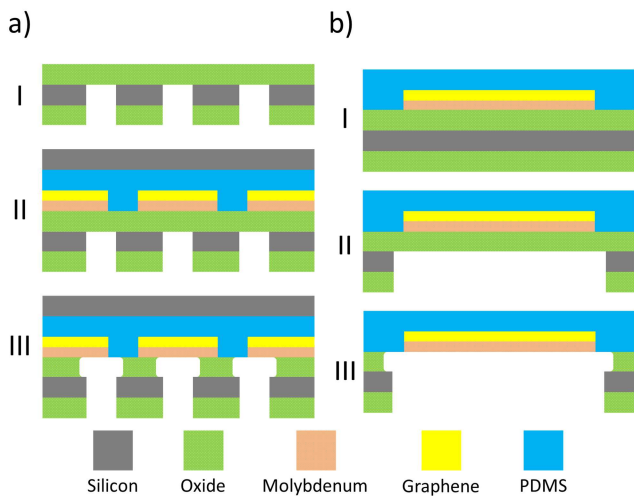 a)
b)
I
II
III
I
II
III
Silicon
Oxide
Molybdenum
Graphene
PDMS